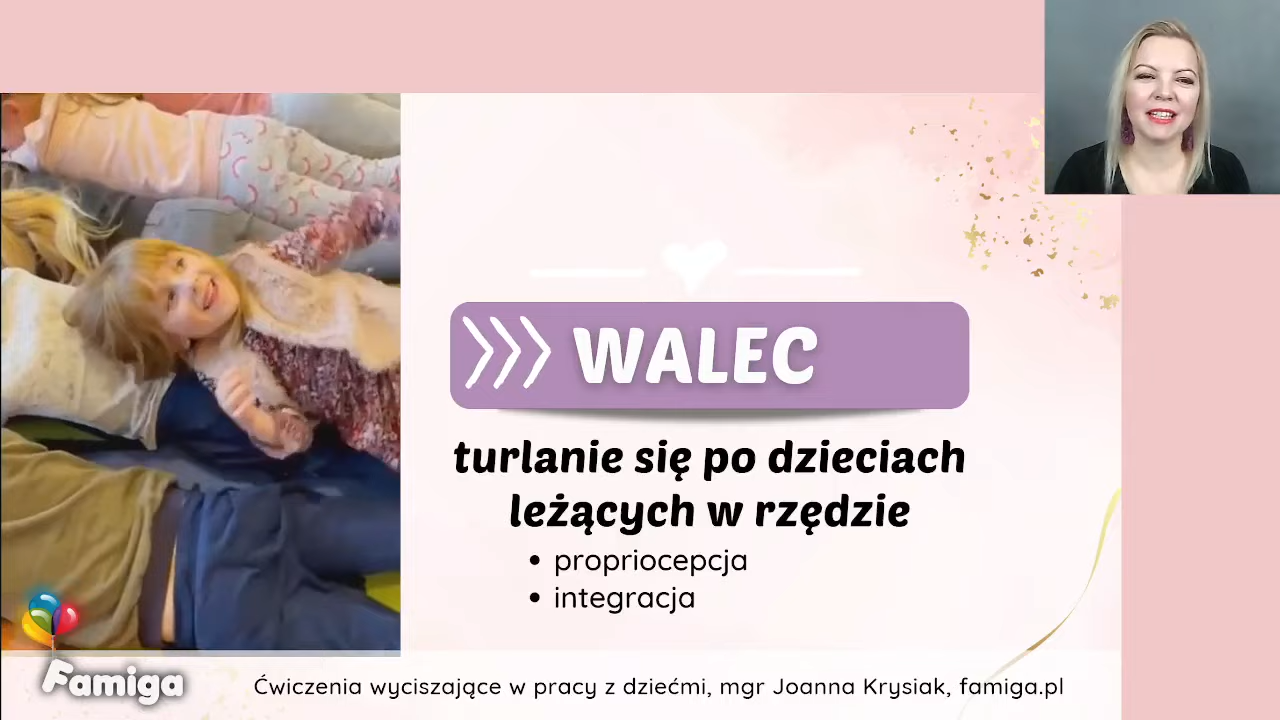 WALEC
turlanie się po dzieciach
leżących w rzędzie
• propriocepcja
• integracja
Famiga
Ćwiczenia wyciszające w pracy z dziećmi, mgr Joanna Krysiak, famiga.pl